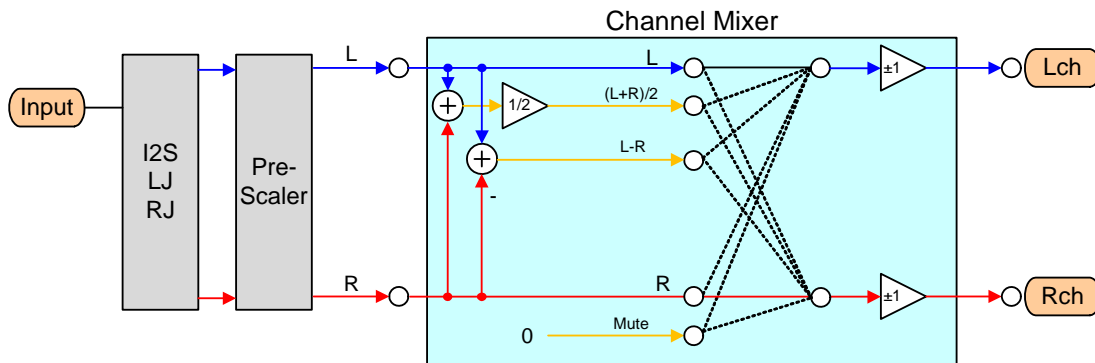 Channel Mixer
Input
I2S
LJ
RJ
Pre-
Scaler
L
L
+
1/2
(L+R)/2
+
L-R
-
R
R
0
Mute
±1
Lch
±1
Rch